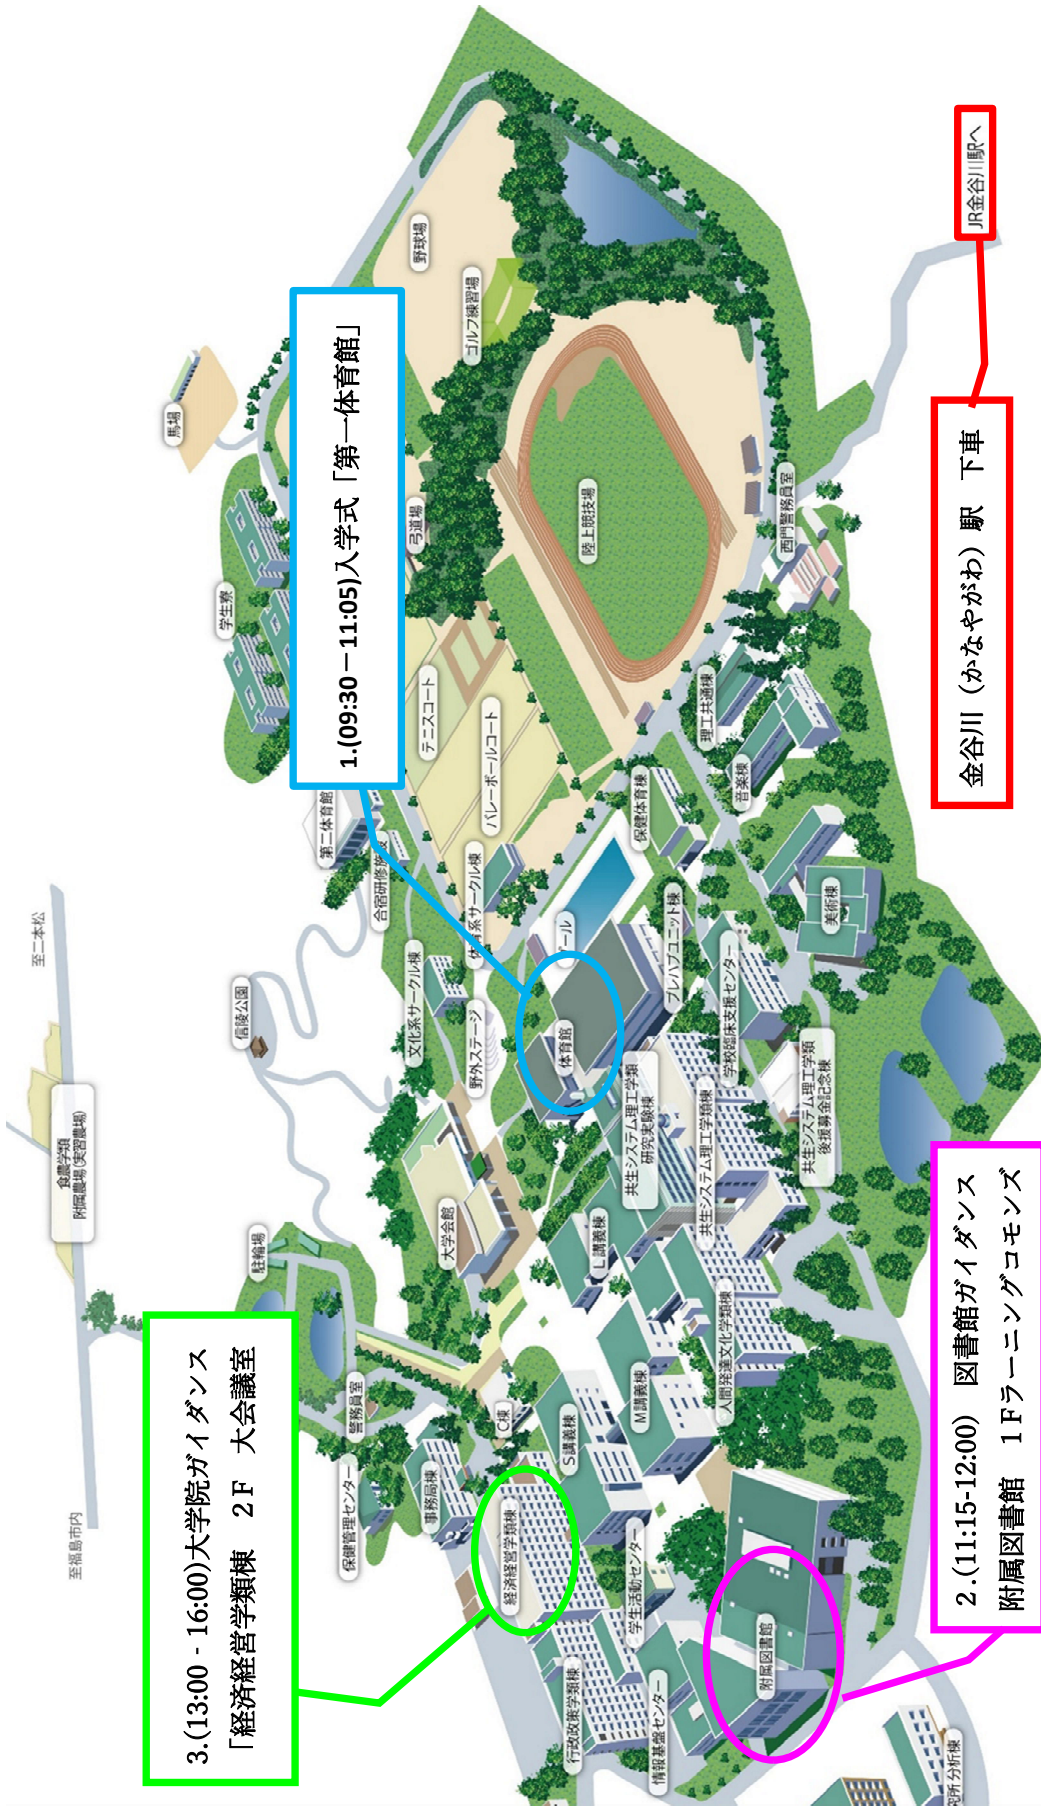 至福島市内
至二本松
食農学類
附属農場(実習農場)
信陵公園
駐輪場
馬場
学生寮
野球場
ゴルフ練習場
弓道場
1.(09:30－11:05)入学式「第一体育館」
第二体育館
合宿研修施設
テニスコート
バレーボールコート
陸上競技場
西門警務員室
JR金谷川駅へ
金谷川（かなやがわ）駅　下車
文化系サークル棟
体育系サークル棟
野外ステージ
プール
体育館
保健体育棟
理工共通棟
音楽棟
美術棟
プレハブユニット棟
学校臨床支援センター
共生システム理工学類
研究実験棟
共生システム理工学類棟
共生システム理工学類
後援募金記念棟
大学会館
L講義棟
3.(13:00 - 16:00)大学院ガイダンス
「経済経営学類棟　２F　大会議室
警務員室
保健管理センター
事務局棟
C棟
S講義棟
M講義棟
人間発達文化学類棟
経済経営学類棟
学生活動センター
行政政策学類棟
情報基盤センター
附属図書館
2.(11:15-12:00)　図書館ガイダンス
附属図書館　１Fラーニングコモンズ
究所分析棟